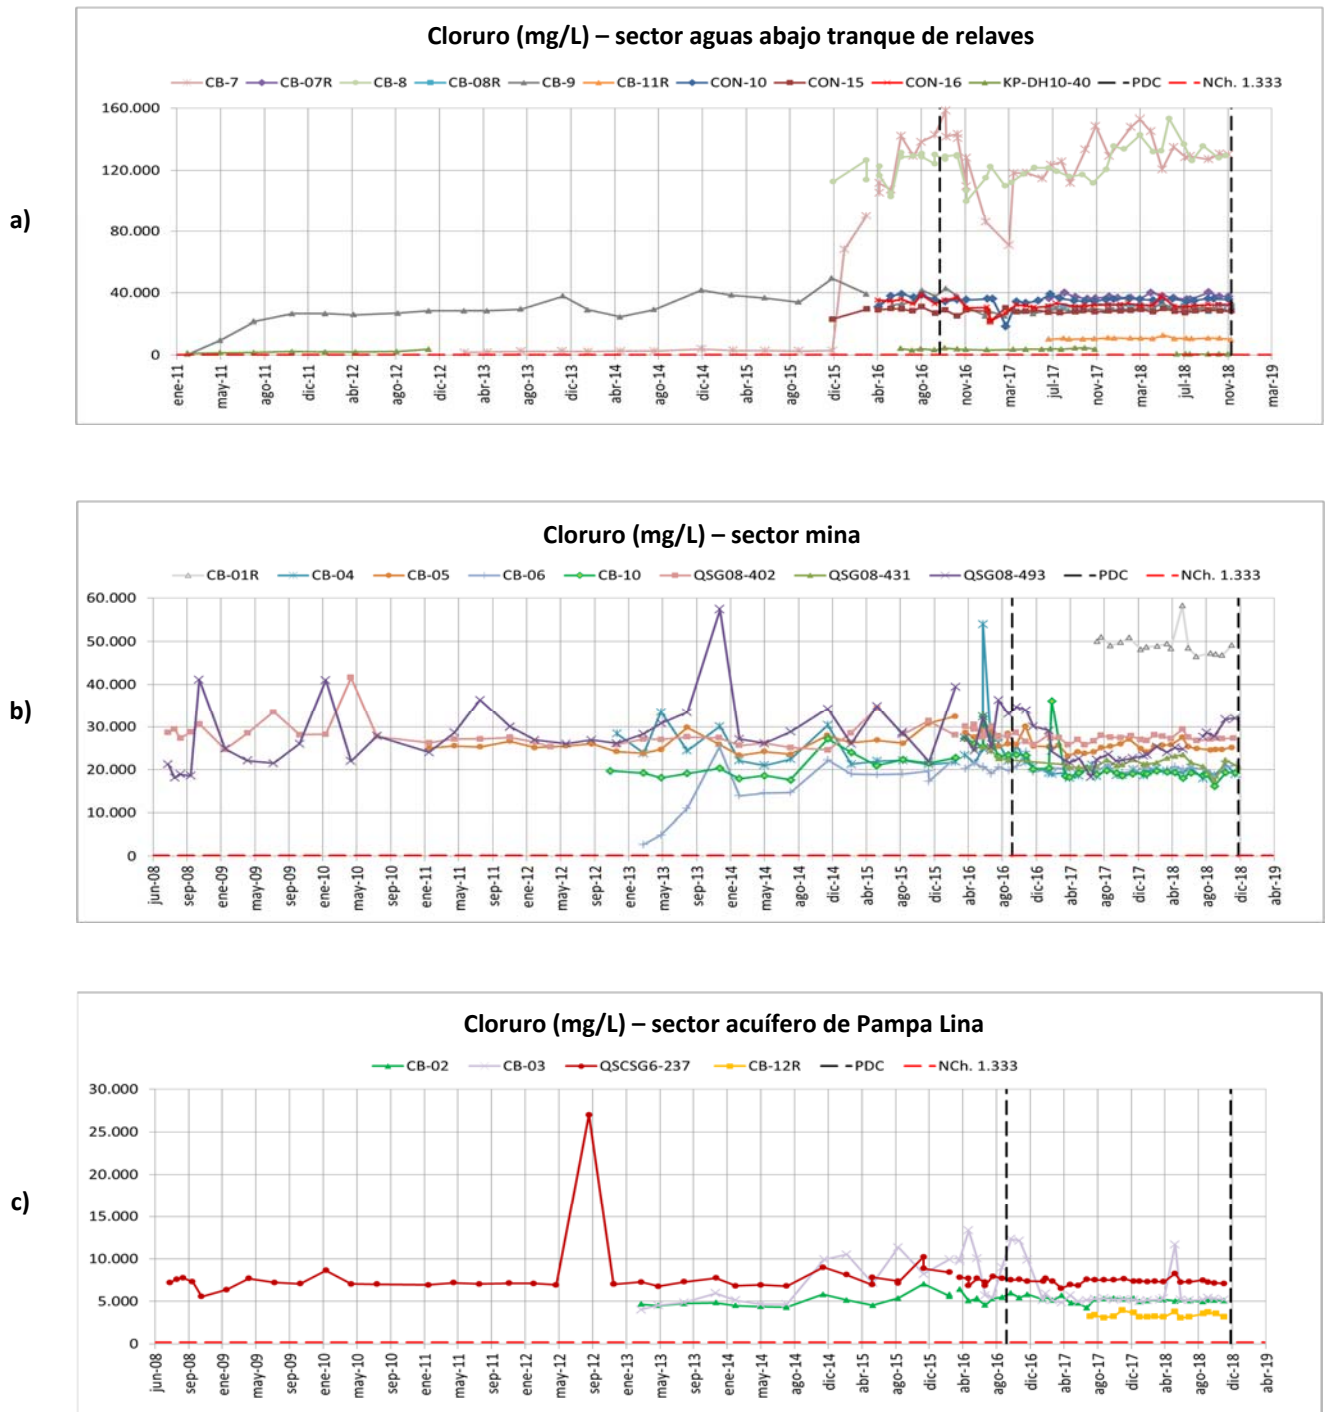 Cloruro (mg/L) – sector aguas abajo tranque de relaves
CB-7 CB-07R CB-8 CB-08R CB-9 CB-11R CON-10 CON-15 CON-16 KP-DH10-40 PDC NCh. 1.333
160.000
120.000
a)
80.000
40.000
0
ene-11 may-11 ago-11 dic-11 abr-12 ago-12 dic-12 abr-13 ago-13 dic-13 abr-14 ago-14 dic-14 abr-15 ago-15 dic-15 abr-16 ago-16 nov-16 mar-17 jul-17 nov-17 mar-18 jul-18 nov-18 mar-19
Cloruro (mg/L) – sector mina
CB-01R CB-04 CB-05 CB-06 CB-10 QSG08-402 QSG08-431 QSG08-493 PDC NCh. 1.333
60.000
50.000
40.000
b)
30.000
20.000
10.000
0
jun-08 sep-08 ene-09 may-09 sep-09 ene-10 may-10 sep-10 ene-11 may-11 sep-11 ene-12 may-12 sep-12 ene-13 may-13 sep-13 ene-14 may-14 ago-14 dic-14 abr-15 ago-15 dic-15 abr-16 ago-16 dic-16 abr-17 ago-17 dic-17 abr-18 ago-18 dic-18 abr-19
Cloruro (mg/L) – sector acuífero de Pampa Lina
CB-02 CB-03 QSCSG6-237 CB-12R PDC NCh. 1.333
30.000
25.000
20.000
c)
15.000
10.000
5.000
0
jun-08 sep-08 ene-09 may-09 sep-09 ene-10 may-10 sep-10 ene-11 may-11 sep-11 ene-12 may-12 sep-12 ene-13 may-13 sep-13 ene-14 may-14 ago-14 dic-14 abr-15 ago-15 dic-15 abr-16 ago-16 dic-16 abr-17 ago-17 dic-17 abr-18 ago-18 dic-18 abr-19